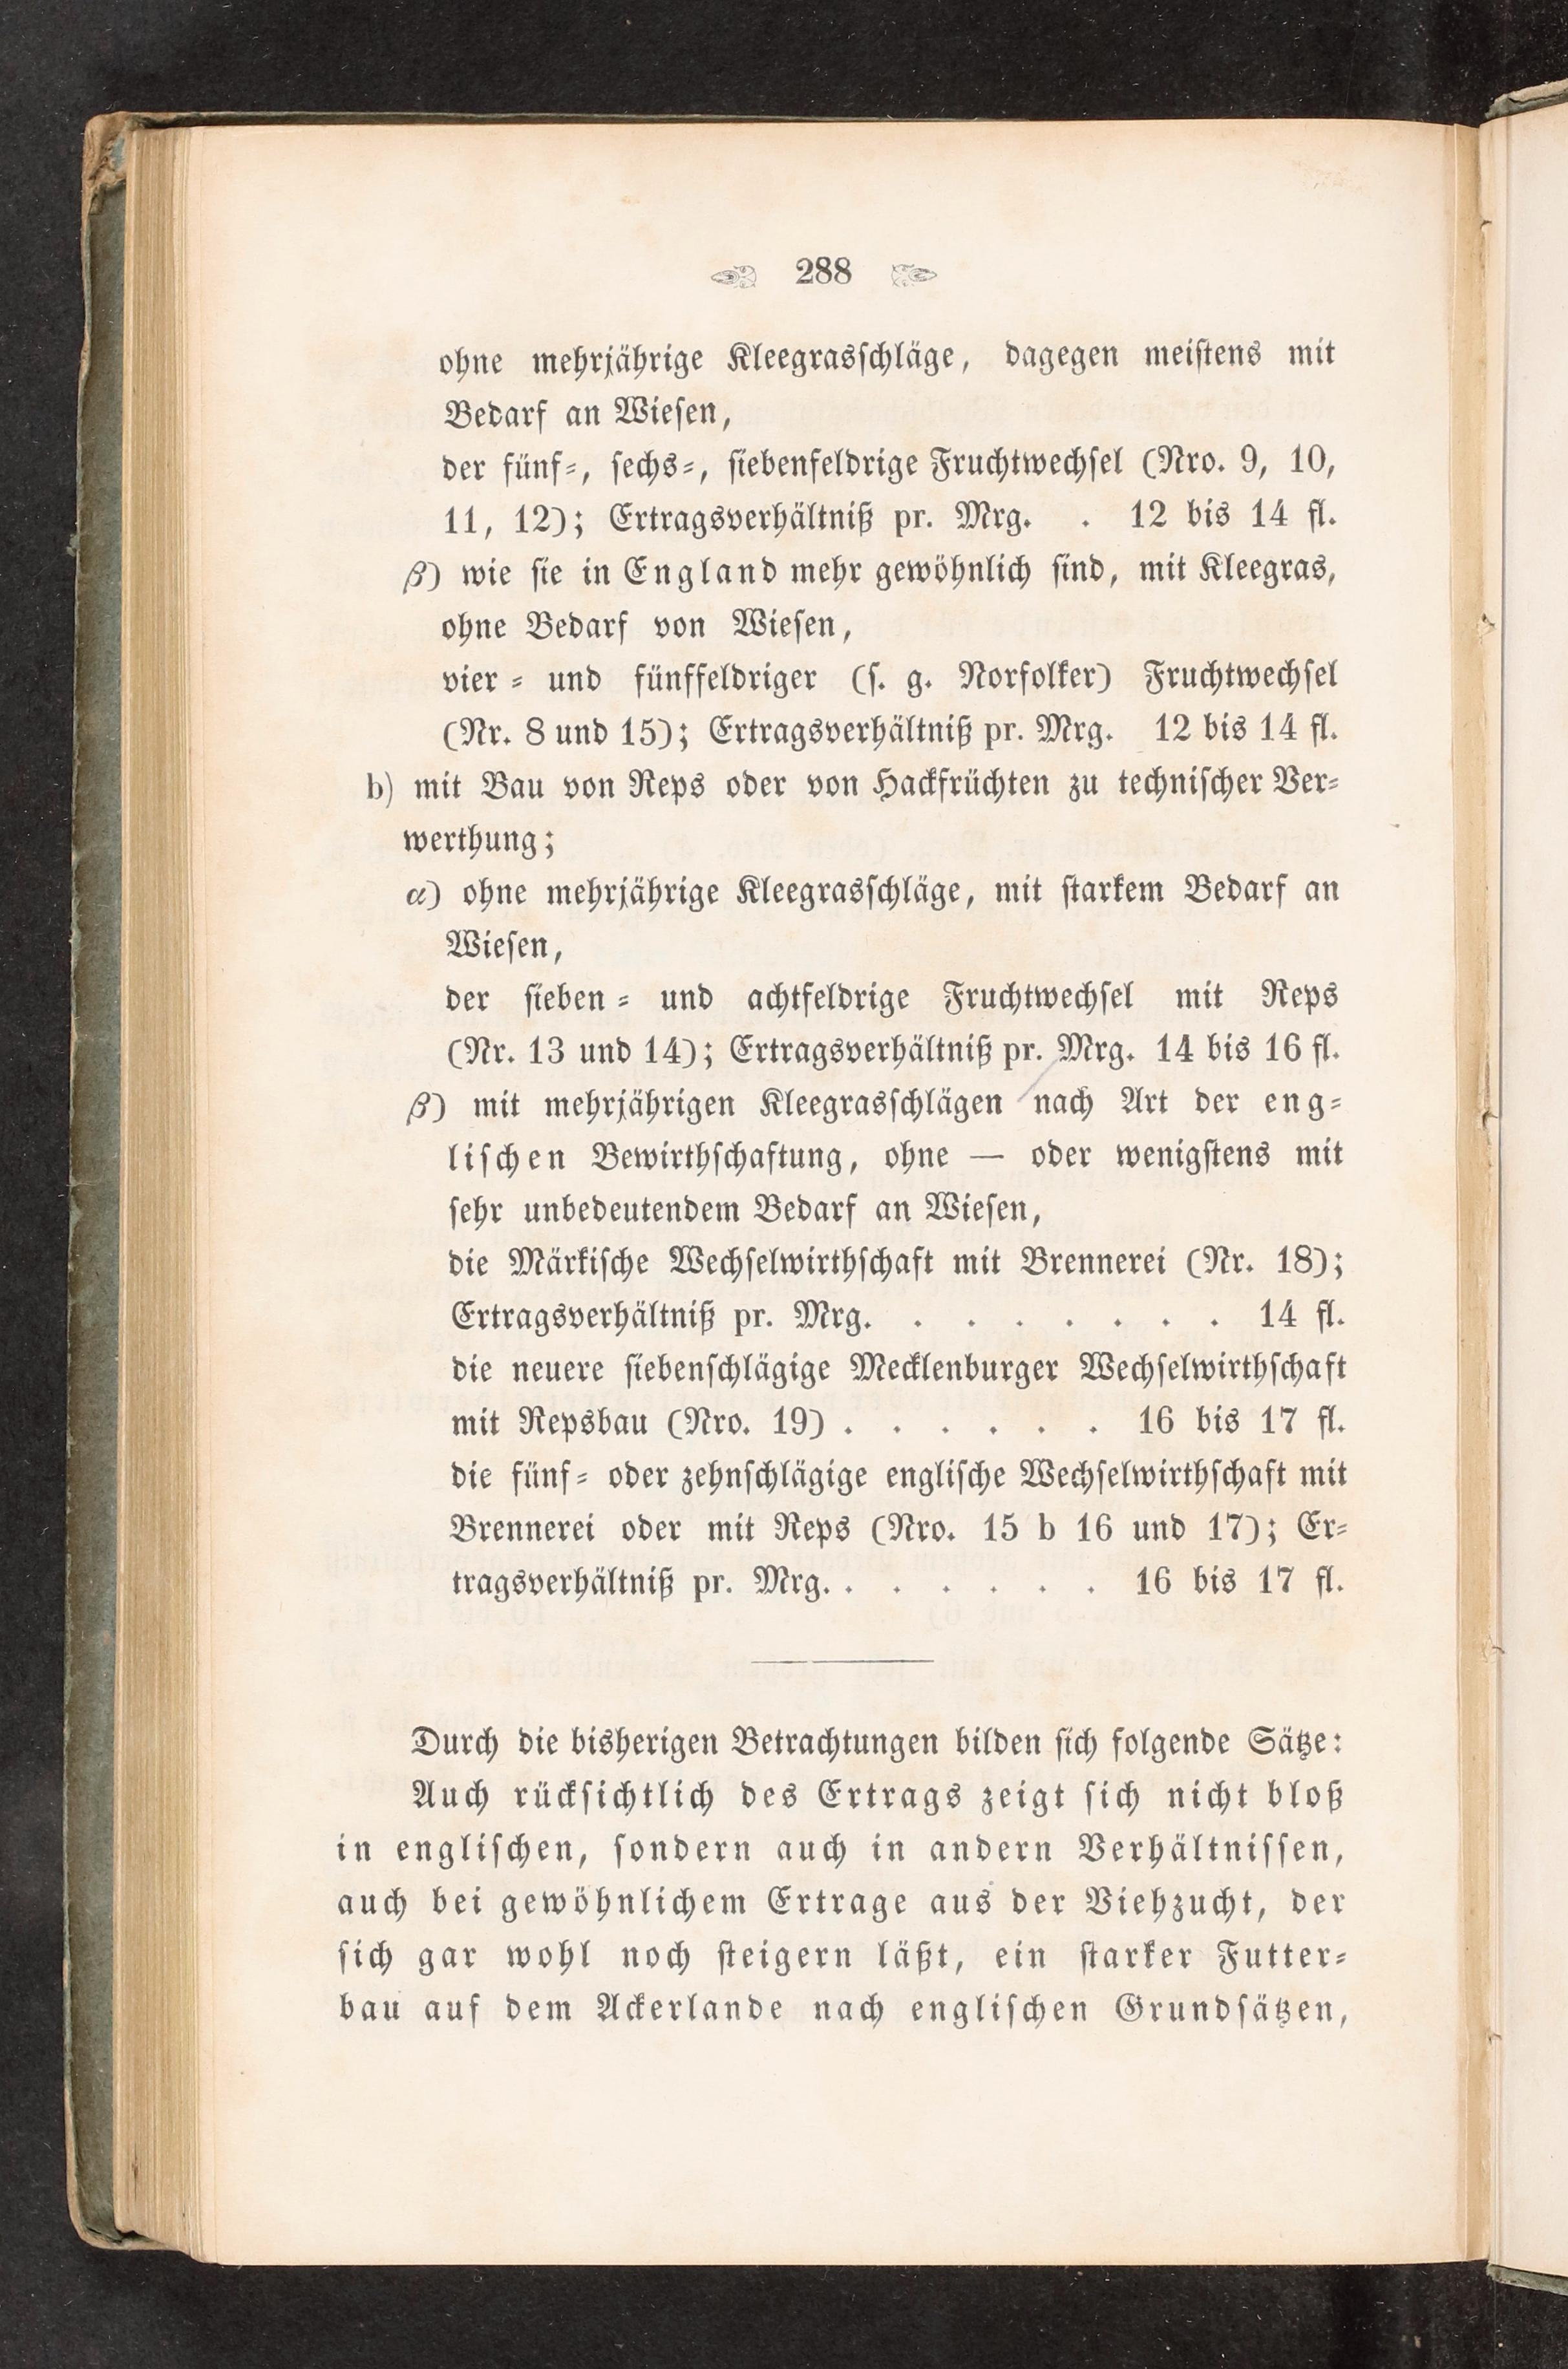 288
ohne mehrjährige Kleegrasſchläge, dagegen meiſtens mit
Bedarf an Wieſen,
der fünf-, ſechs-, ſiebenfeldrige Fruchtwechſel (Nro. 9, 10,
11, 12); Ertragsverhältniß pr. Mrg. . 12 bis 14 fl.
β) wie ſie in England mehr gewöhnlich ſind, mit Kleegras,
ohne Bedarf von Wieſen,
vier- und fünffeldriger (ſ. g. Norfolker) Fruchtwechſel
(Nr. 8 und 15); Ertragsverhältniß pr. Mrg. 12 bis 14 fl.
b) mit Bau von Reps oder von Hackfrüchten zu techniſcher Ver-
werthung;
α) ohne mehrjährige Kleegrasſchläge, mit ſtarkem Bedarf an
Wieſen,
der ſieben- und achtfeldrige Fruchtwechſel mit Reps
(Nr. 13 und 14); Ertragsverhältniß pr. Mrg. 14 bis 16 fl.
β) mit mehrjährigen Kleegrasſchlägen nach Art der eng-
liſchen Bewirthſchaftung, ohne — oder wenigſtens mit
ſehr unbedeutendem Bedarf an Wieſen,
die Märkiſche Wechſelwirthſchaft mit Brennerei (Nr. 18);
Ertragsverhältniß pr. Mrg. . . . . . . . 14 fl.
die neuere ſiebenſchlägige Mecklenburger Wechſelwirthſchaft
mit Repsbau (Nro. 19) . . . . . . 16 bis 17 fl.
die fünf- oder zehnſchlägige engliſche Wechſelwirthſchaft mit
Brennerei oder mit Reps (Nro. 15 b 16 und 17); Er-
tragsverhältniß pr. Mrg. . . . . . . 16 bis 17 fl.
Durch die bisherigen Betrachtungen bilden ſich folgende Sätze:
Auch rückſichtlich des Ertrags zeigt ſich nicht bloß
in engliſchen, ſondern auch in andern Verhältniſſen,
auch bei gewöhnlichem Ertrage aus der Viehzucht, der
ſich gar wohl noch ſteigern läßt, ein ſtarker Futter-
bau auf dem Ackerlande nach engliſchen Grundſätzen,